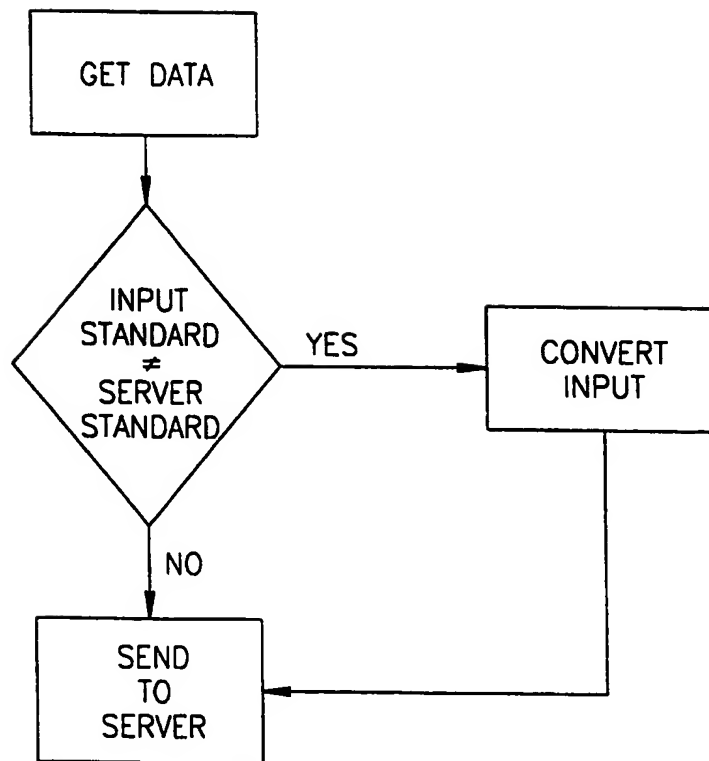 GET DATA
INPUT
STANDARD
≠
SERVER
STANDARD
YES
CONVERT
INPUT
NO
SEND
TO
SERVER